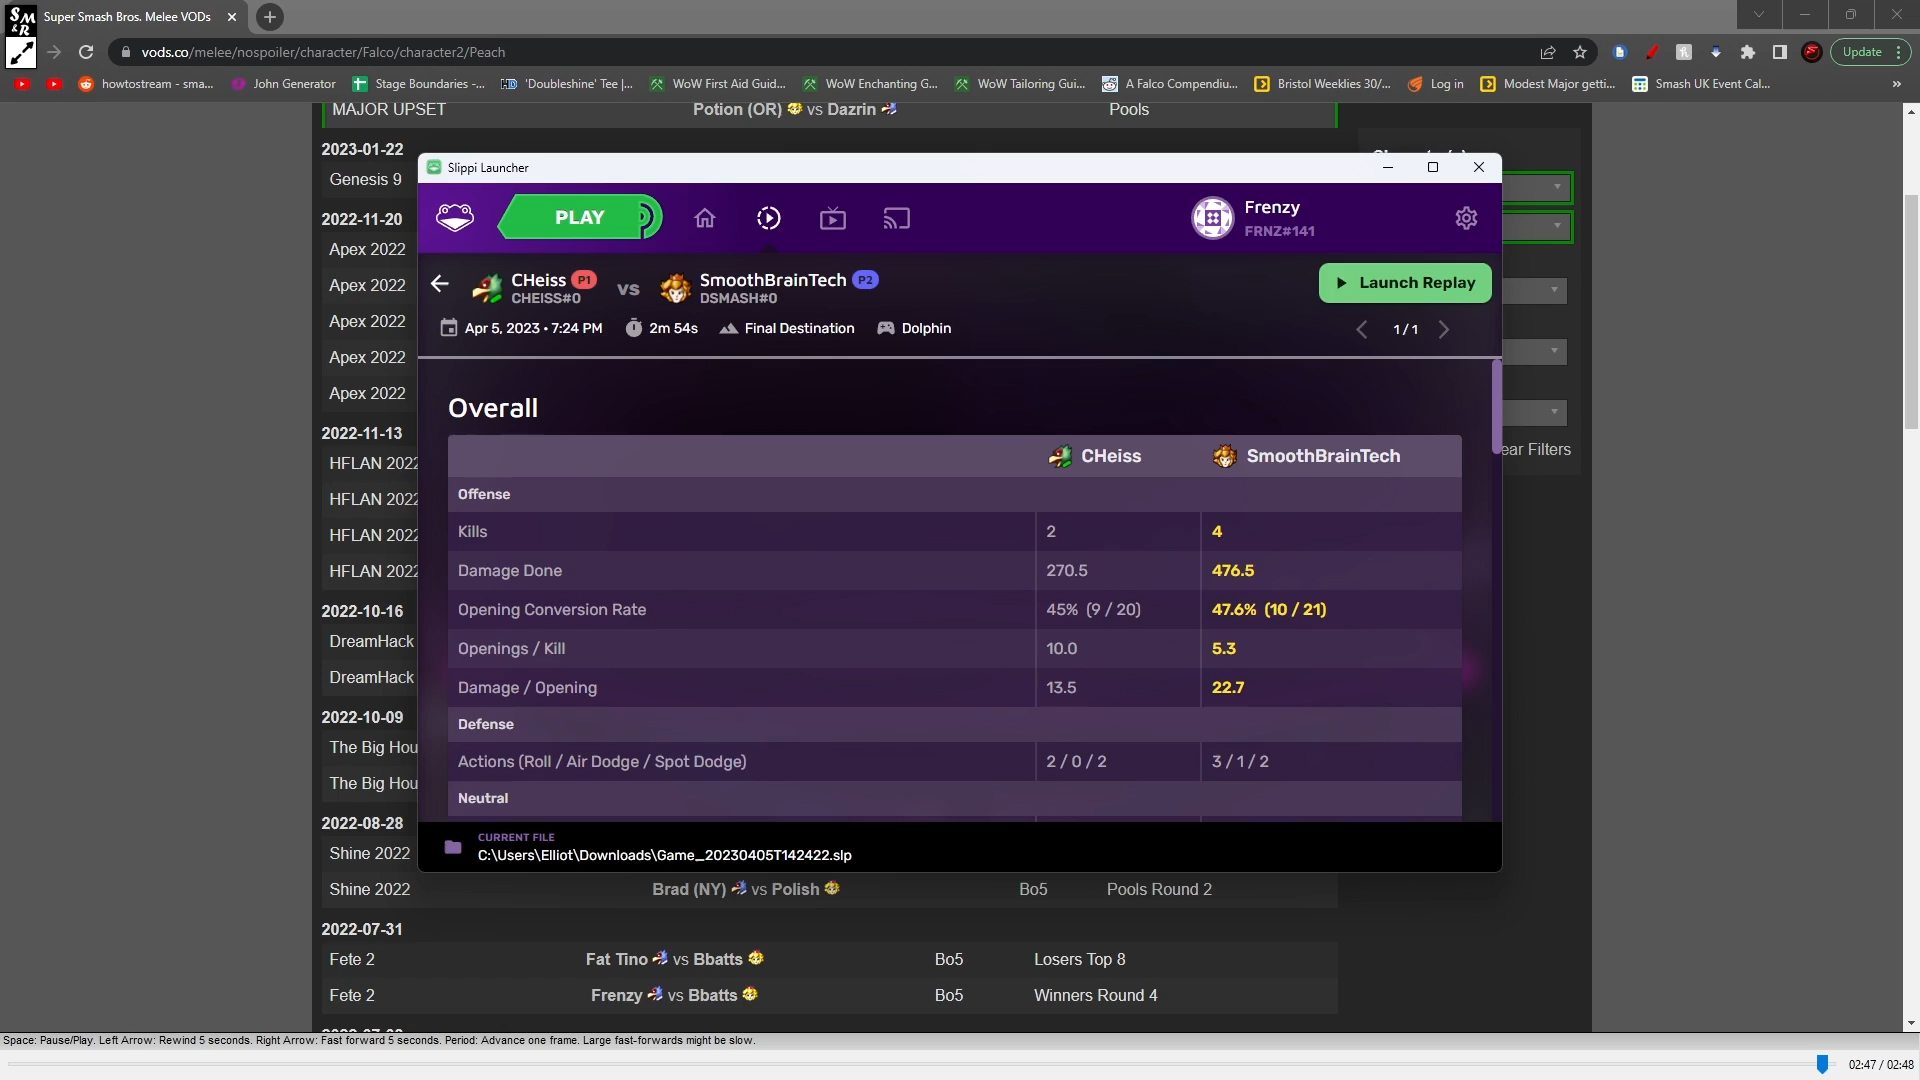 SM
&R
Super Smash Bros. Melee VODs
vods.co/melee/nospoiler/character/Falco/character2/Peach
Update
howtostream - sma...
John Generator
Stage Boundaries -...
'Doubleshine' Tee |...
WoW First Aid Guid...
WoW Enchanting G...
WoW Tailoring Gui...
A Falco Compendiu...
Bristol Weeklies 30/...
Log in
Modest Major getti...
Smash UK Event Cal...
MAJOR UPSET
Potion (OR) vs Dazrin
Pools
2023-01-22
Genesis 9
2022-11-20
Apex 2022
Apex 2022
Apex 2022
Apex 2022
Apex 2022
2022-11-13
HFLAN 2022
HFLAN 2022
HFLAN 2022
HFLAN 2022
2022-10-16
DreamHack
DreamHack
2022-10-09
The Big Hou
The Big Hou
2022-08-28
Shine 2022
Shine 2022 Brad (NY) vs Polish Bo5 Pools Round 2
2022-07-31
Fete 2 Fat Tino vs Bbatts Bo5 Losers Top 8
Fete 2 Frenzy vs Bbatts Bo5 Winners Round 4
ear Filters
Slippi Launcher
PLAY
Frenzy
FRNZ#141
CHeiss P1
CHEISS#0
vs
SmoothBrainTech P2
DSMASH#0
Launch Replay
Apr 5, 2023 • 7:24 PM 2m 54s Final Destination Dolphin
1 / 1
Overall
CHeiss SmoothBrainTech
Offense
Kills 2 4
Damage Done 270.5 476.5
Opening Conversion Rate 45% (9 / 20) 47.6% (10 / 21)
Openings / Kill 10.0 5.3
Damage / Opening 13.5 22.7
Defense
Actions (Roll / Air Dodge / Spot Dodge) 2 / 0 / 2 3 / 1 / 2
Neutral
CURRENT FILE
C:\Users\Elliot\Downloads\Game_20230405T142422.slp
Space: Pause/Play. Left Arrow: Rewind 5 seconds. Right Arrow: Fast forward 5 seconds. Period: Advance one frame. Large fast-forwards might be slow.
02:47 / 02:48